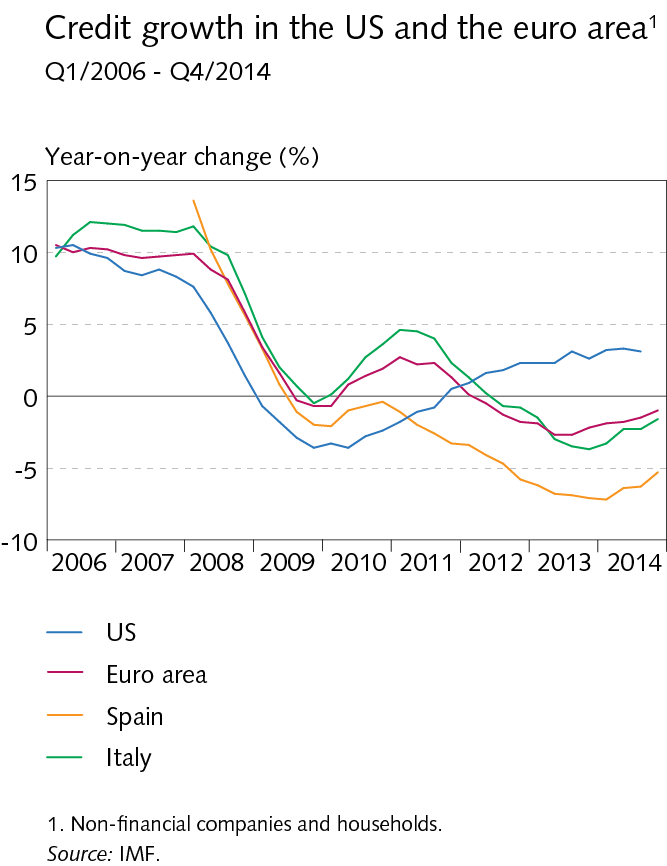 Credit growth in the US and the euro area¹
Q1/2006 - Q4/2014
Year-on-year change (%)
15
10
5
0
-5
-10
2006 2007 2008 2009 2010 2011 2012 2013 2014
US
Euro area
Spain
Italy
1. Non-financial companies and households.
Source: IMF.